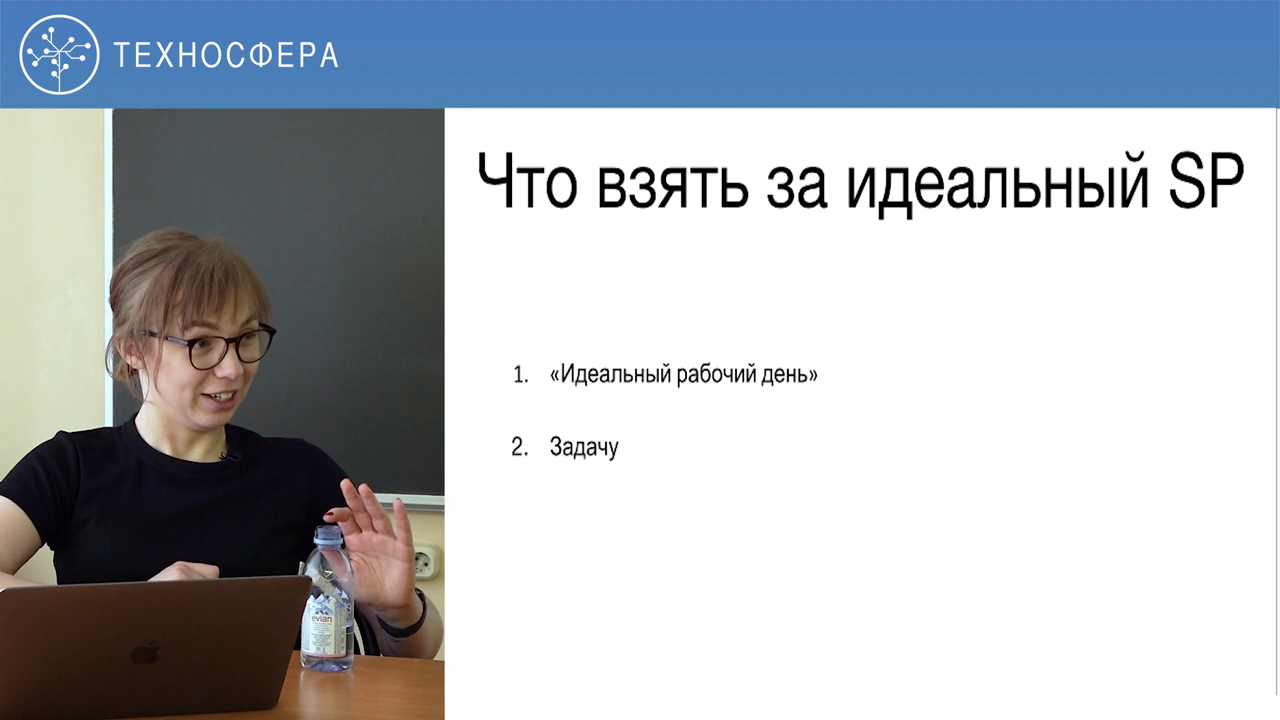 ТЕХНОСФЕРА
Что взять за идеальный SP
1. «Идеальный рабочий день»
2. Задачу
evian